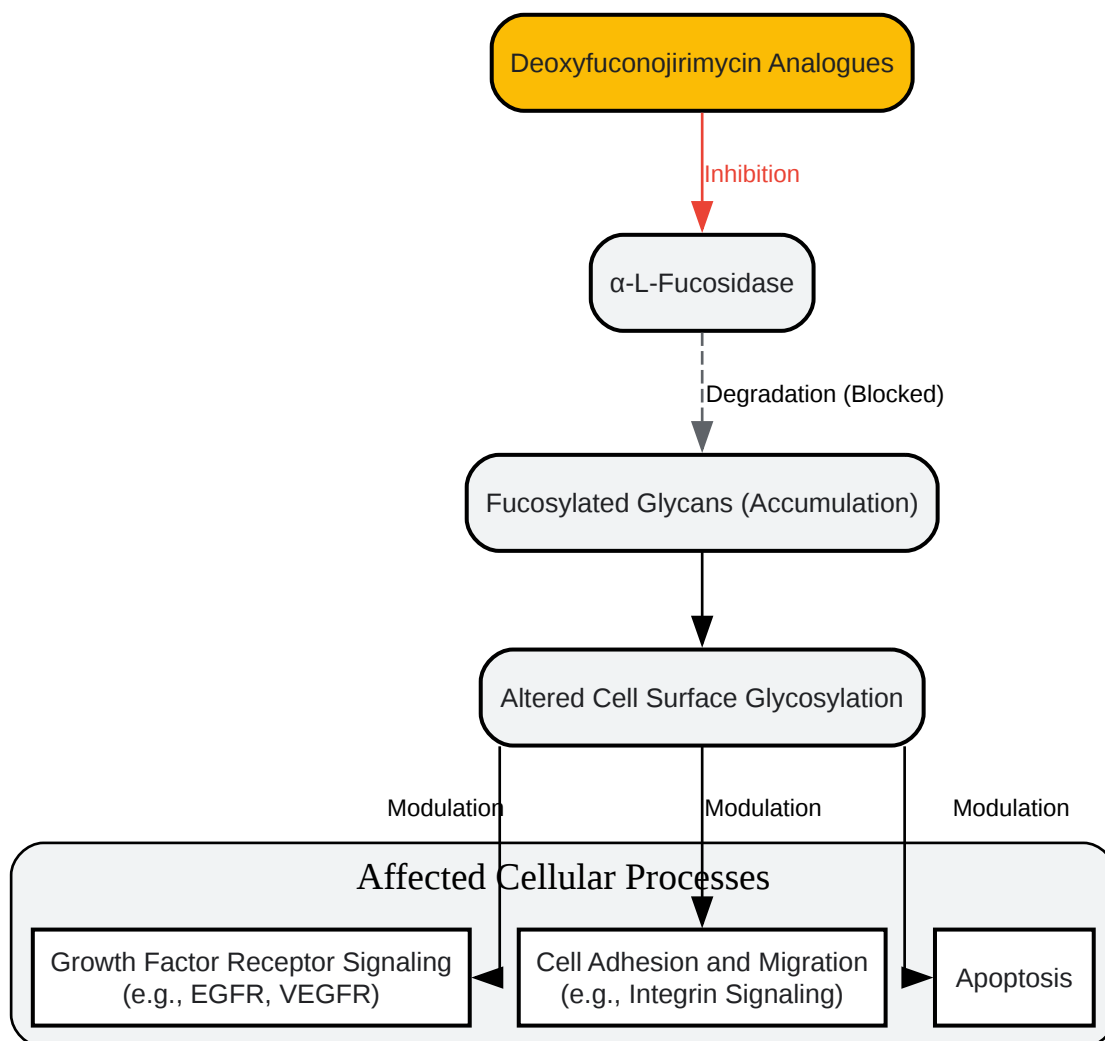 Deoxyfuconojirimycin Analogues
Inhibition
α-L-Fucosidase
Degradation (Blocked)
Fucosylated Glycans (Accumulation)
Altered Cell Surface Glycosylation
Modulation
Modulation
Modulation
Affected Cellular Processes
Growth Factor Receptor Signaling
(e.g., EGFR, VEGFR)
Cell Adhesion and Migration
(e.g., Integrin Signaling)
Apoptosis